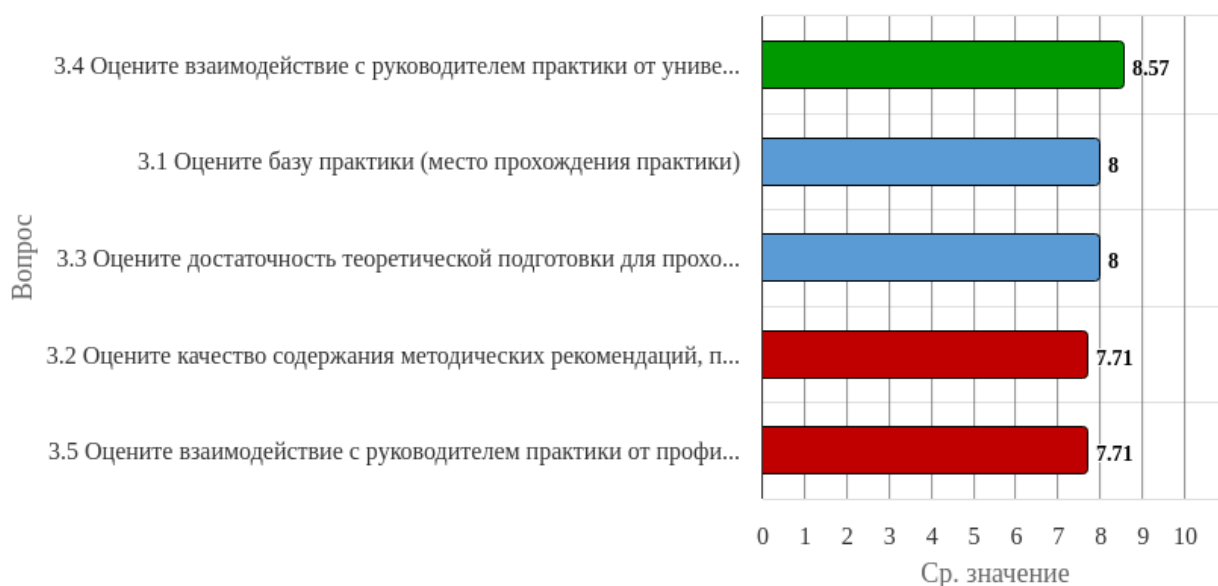 3.4 Оцените взаимодействие с руководителем практики от униве...
8.57
3.1 Оцените базу практики (место прохождения практики)
8
3.3 Оцените достаточность теоретической подготовки для прохо...
8
3.2 Оцените качество содержания методических рекомендаций, п...
7.71
3.5 Оцените взаимодействие с руководителем практики от профи...
7.71
Вопрос
0 1 2 3 4 5 6 7 8 9 10
Ср. значение